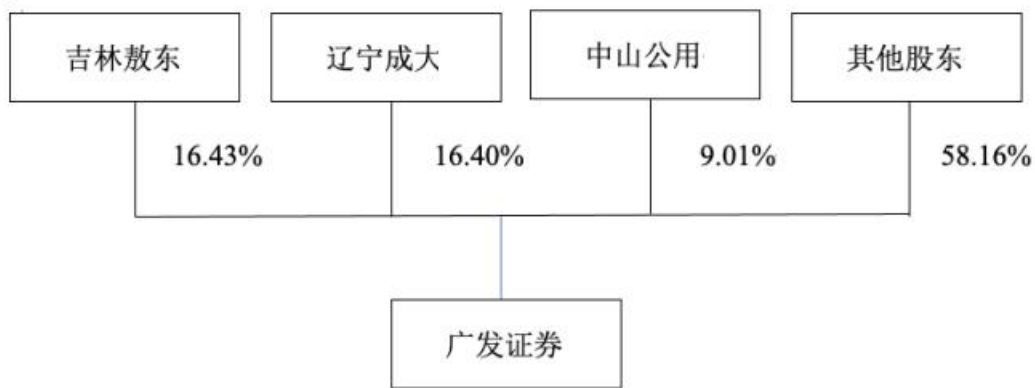 吉林敖东
辽宁成大
中山公用
其他股东
16.43%
16.40%
9.01%
58.16%
广发证券